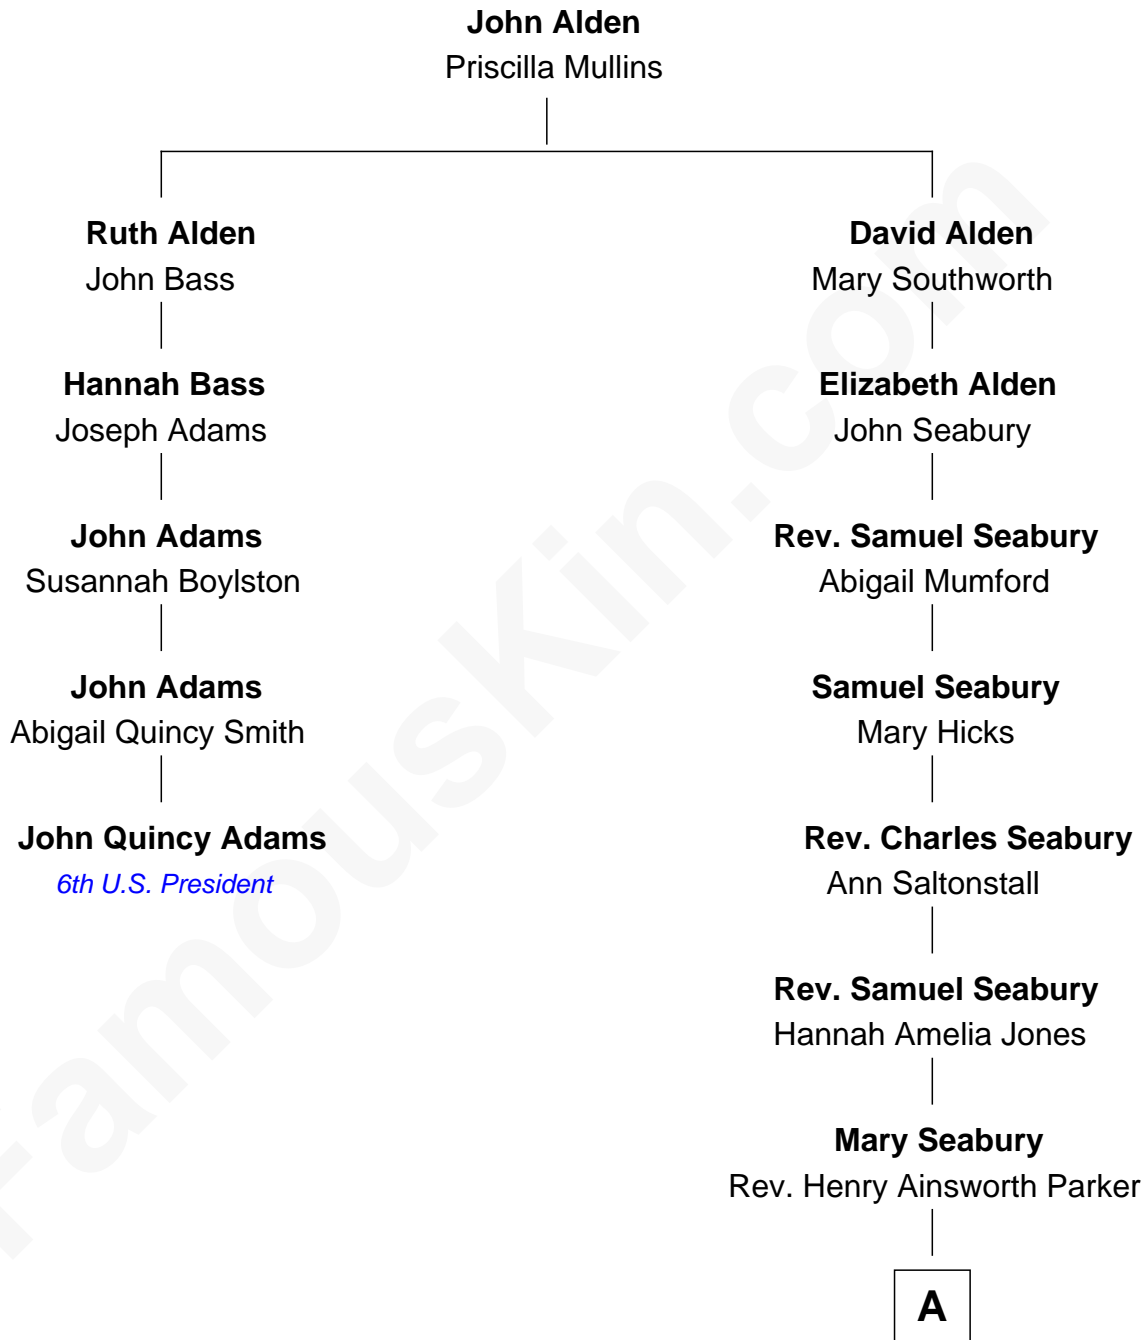 John Alden
Priscilla Mullins
Ruth Alden
John Bass
Hannah Bass
Joseph Adams
John Adams
Susannah Boylston
John Adams
Abigail Quincy Smith
John Quincy Adams
6th U.S. President
David Alden
Mary Southworth
Elizabeth Alden
John Seabury
Rev. Samuel Seabury
Abigail Mumford
Samuel Seabury
Mary Hicks
Rev. Charles Seabury
Ann Saltonstall
Rev. Samuel Seabury
Hannah Amelia Jones
Mary Seabury
Rev. Henry Ainsworth Parker
A
FamousKin.com